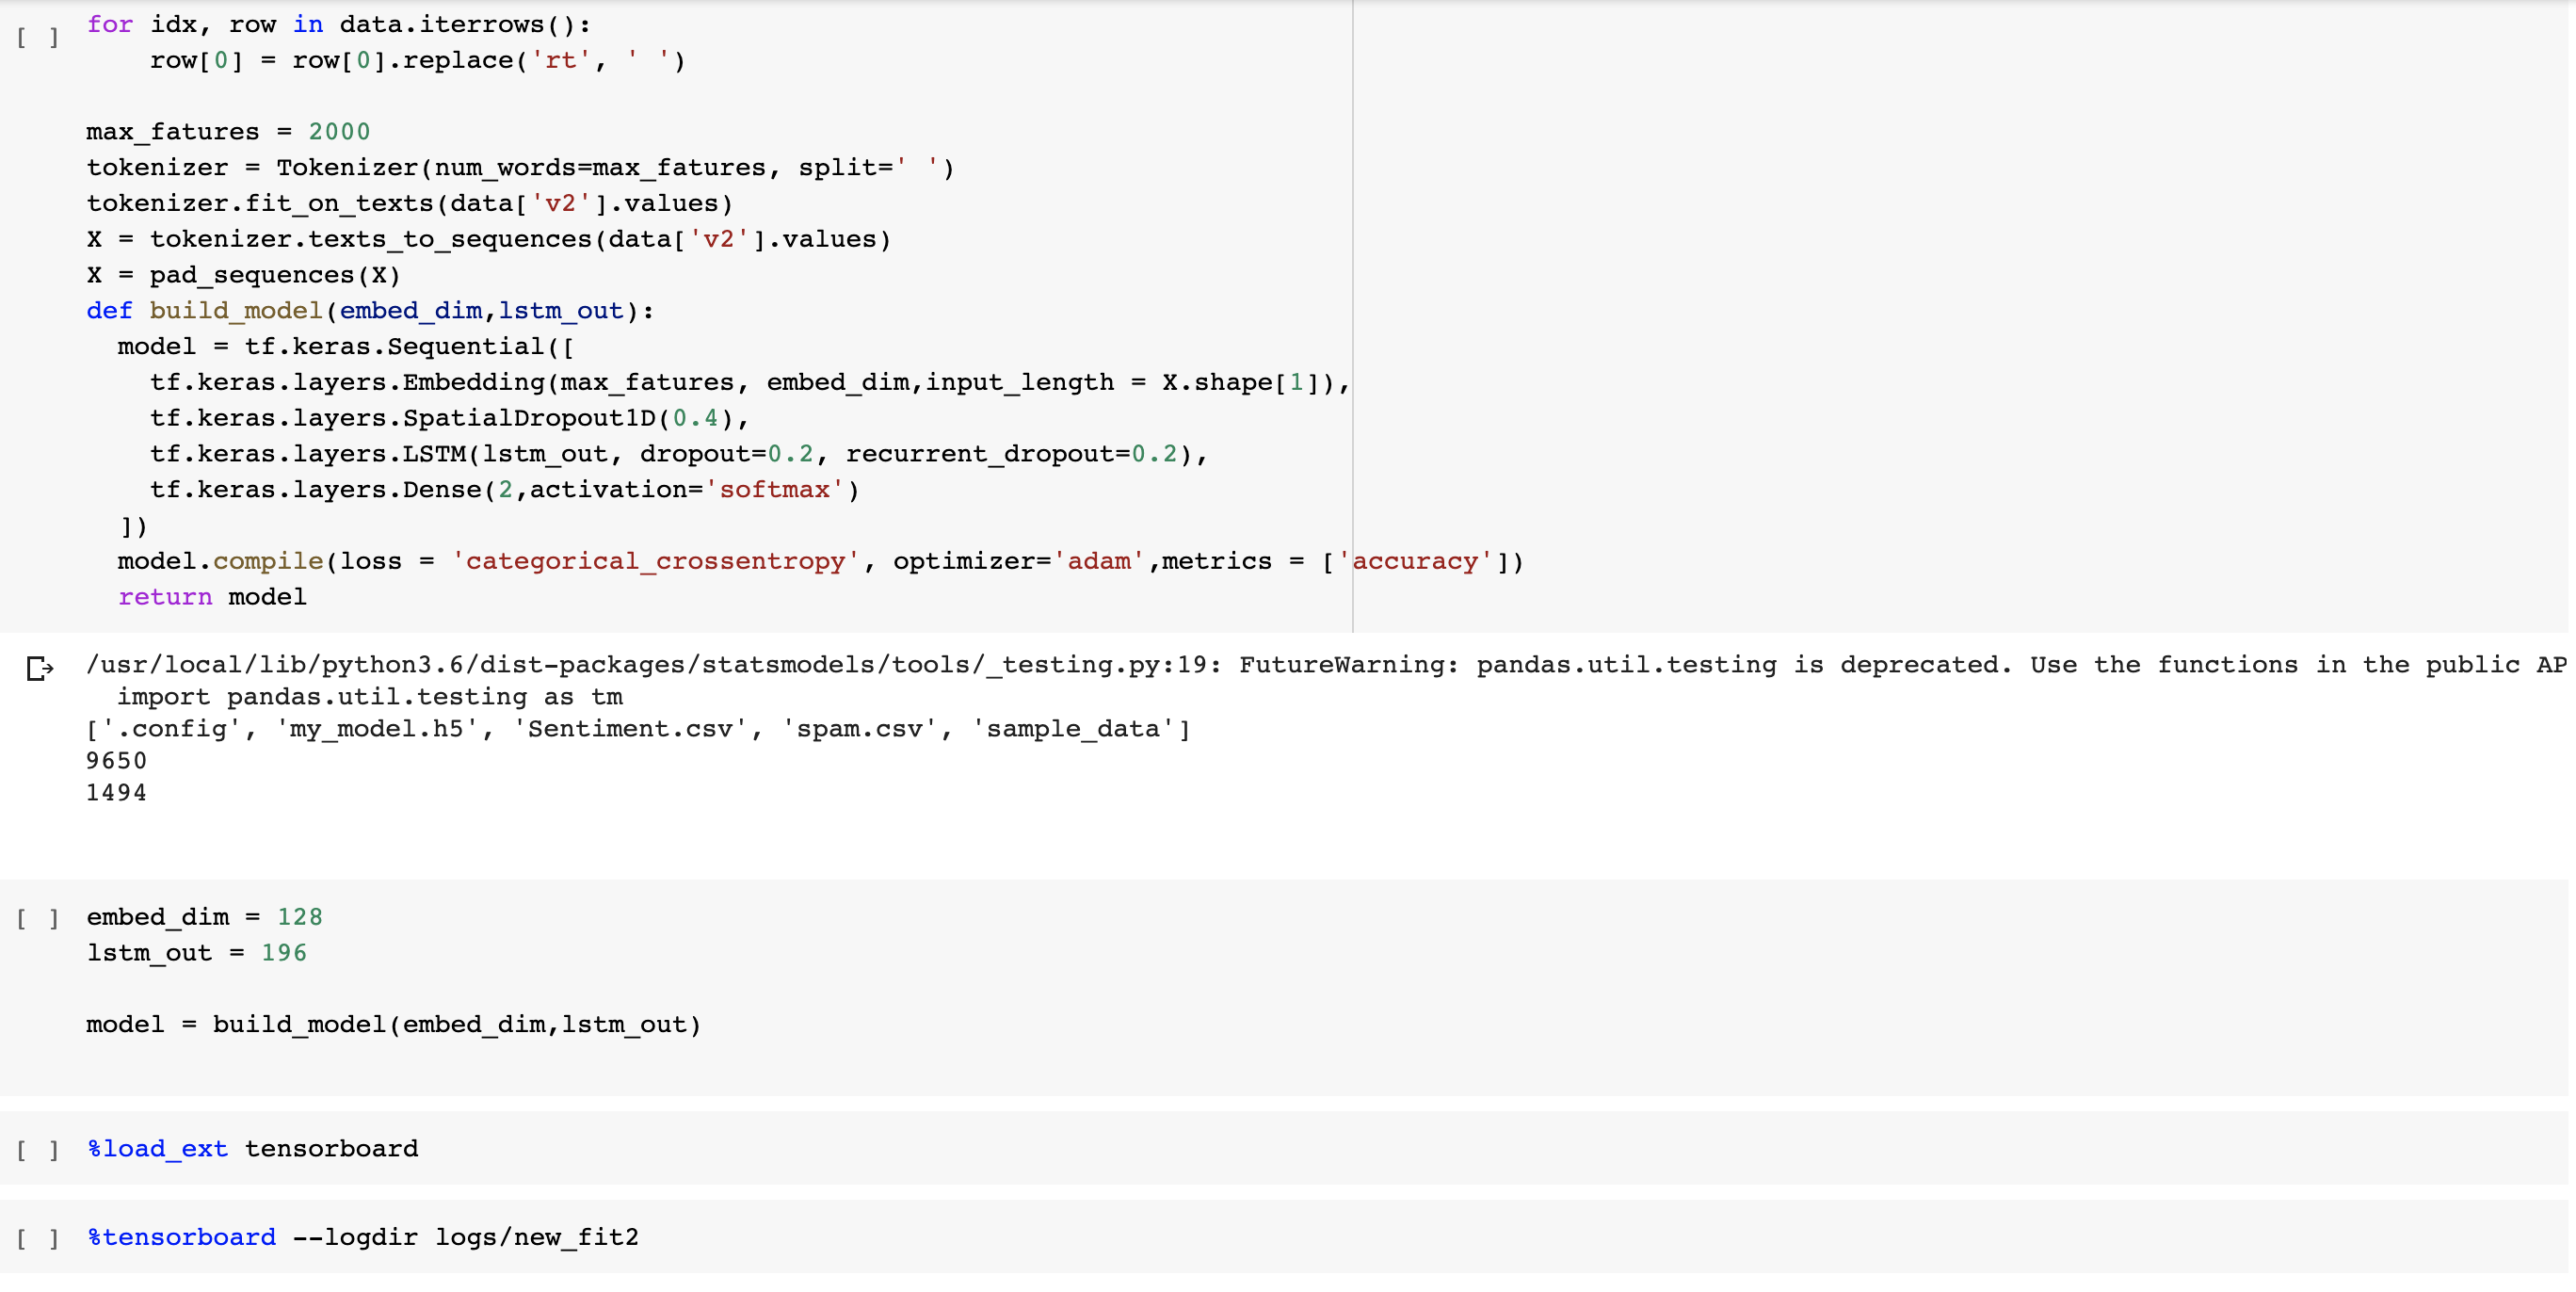 [ ] for idx, row in data.iterrows():
row[0] = row[0].replace('rt', ' ')
max_fatures = 2000
tokenizer = Tokenizer(num_words=max_fatures, split=' ')
tokenizer.fit_on_texts(data['v2'].values)
X = tokenizer.texts_to_sequences(data['v2'].values)
X = pad_sequences(X)
def build_model(embed_dim,lstm_out):
model = tf.keras.Sequential([
tf.keras.layers.Embedding(max_fatures, embed_dim,input_length = X.shape[1]),
tf.keras.layers.SpatialDropout1D(0.4),
tf.keras.layers.LSTM(lstm_out, dropout=0.2, recurrent_dropout=0.2),
tf.keras.layers.Dense(2,activation='softmax')
])
model.compile(loss = 'categorical_crossentropy', optimizer='adam',metrics = ['accuracy'])
return model
/usr/local/lib/python3.6/dist-packages/statsmodels/tools/_testing.py:19: FutureWarning: pandas.util.testing is deprecated. Use the functions in the public AP
import pandas.util.testing as tm
['.config', 'my_model.h5', 'Sentiment.csv', 'spam.csv', 'sample_data']
9650
1494
[ ] embed_dim = 128
lstm_out = 196
model = build_model(embed_dim,lstm_out)
[ ] %load_ext tensorboard
[ ] %tensorboard --logdir logs/new_fit2